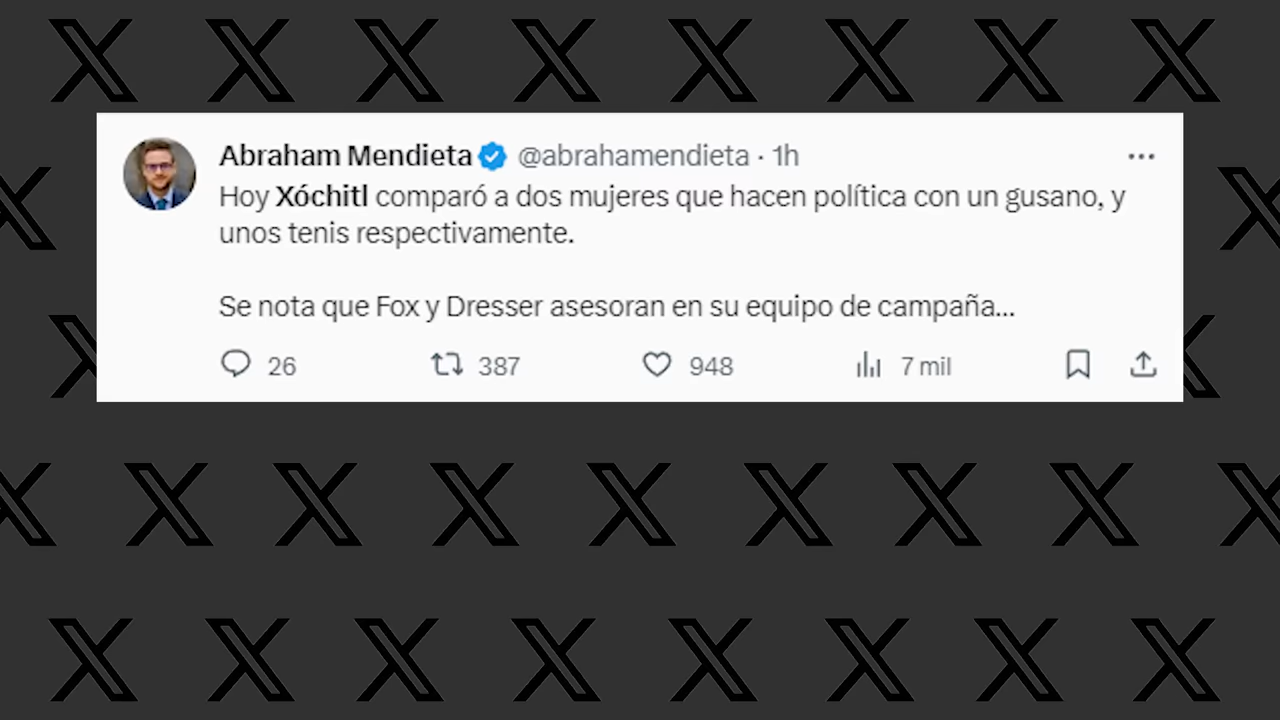 Abraham Mendieta @abrahamendieta · 1h
Hoy Xóchitl comparó a dos mujeres que hacen política con un gusano, y
unos tenis respectivamente.
Se nota que Fox y Dresser asesoran en su equipo de campaña...
26 387 948 7 mil